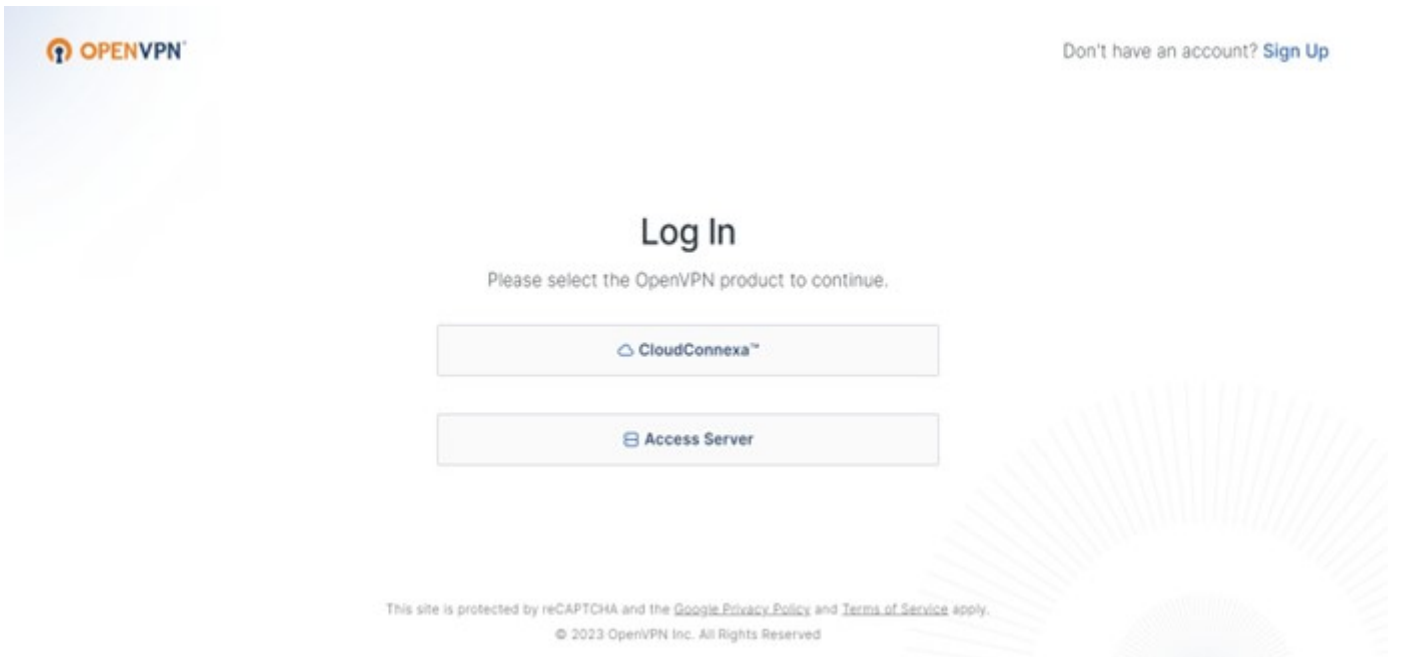 OPENVPN
Don't have an account? Sign Up
Log In
Please select the OpenVPN product to continue.
CloudConnexa™
Access Server
This site is protected by reCAPTCHA and the Google Privacy Policy and Terms of Service apply.
© 2023 OpenVPN Inc. All Rights Reserved